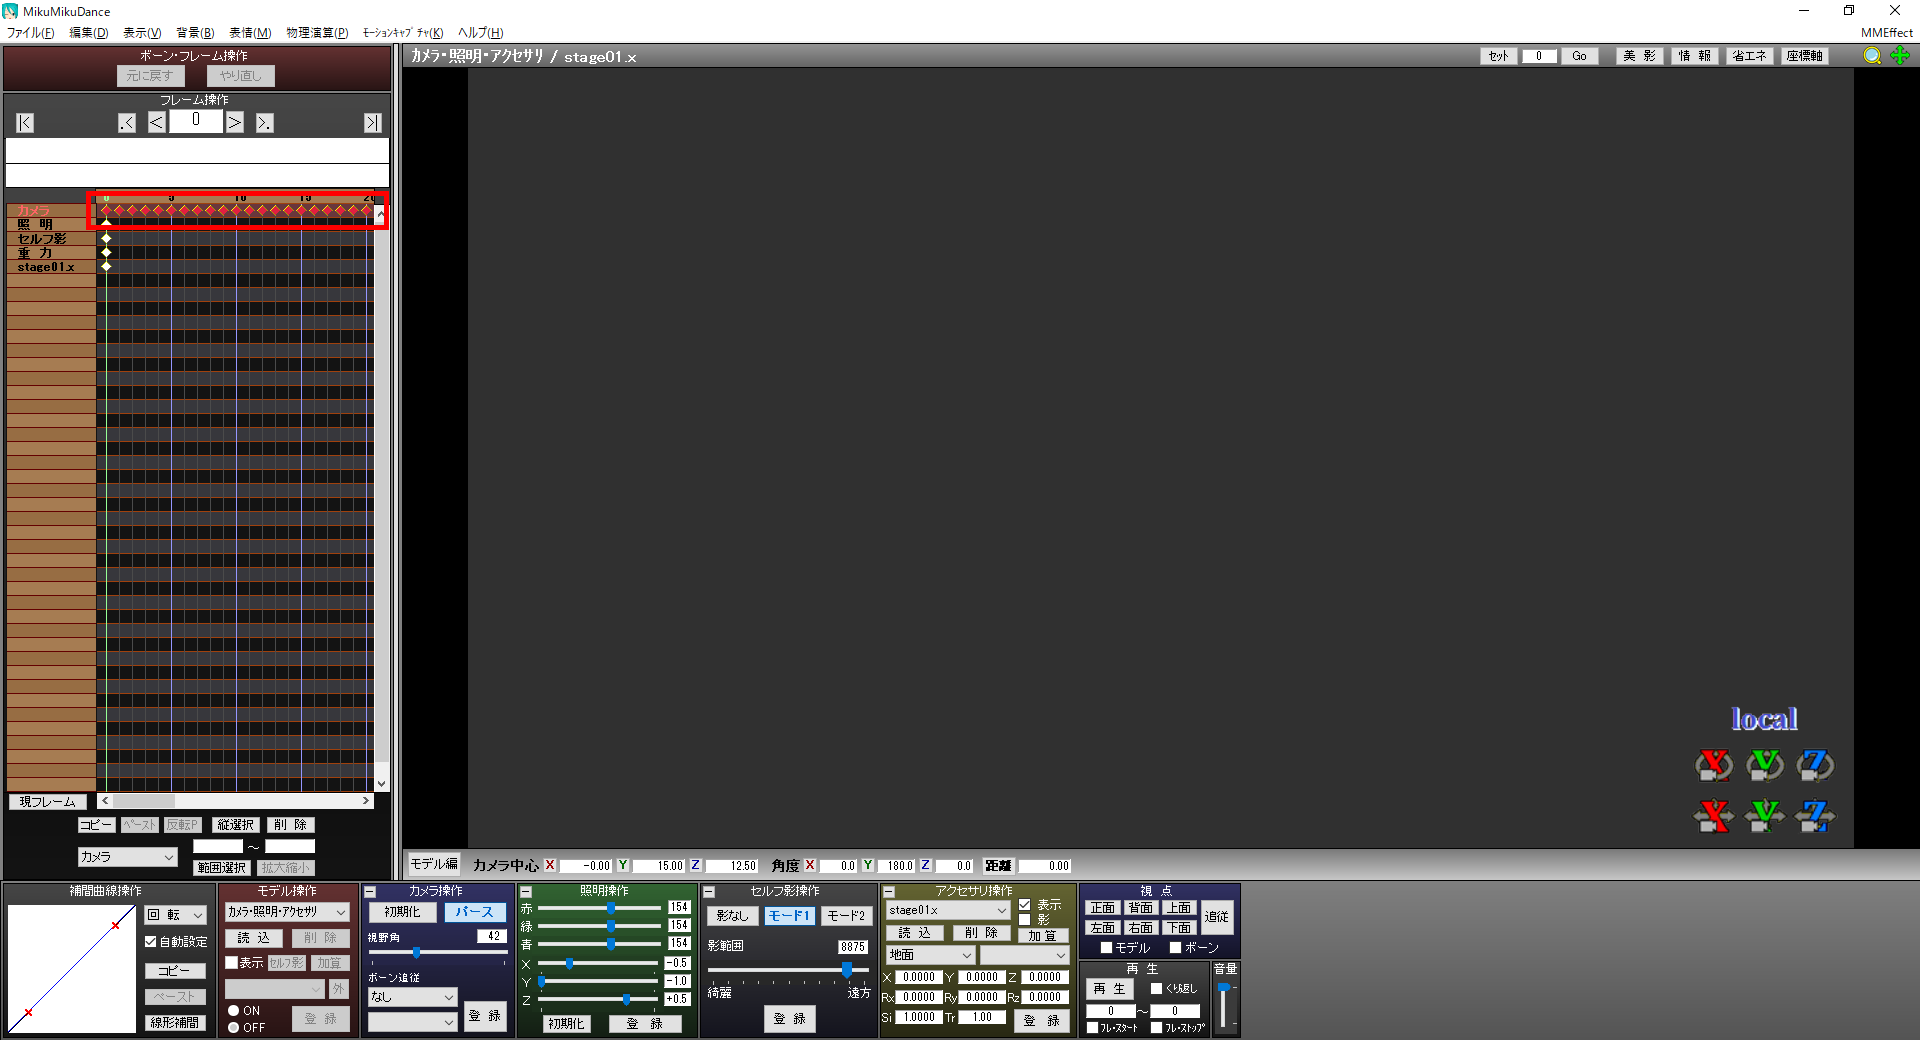 MikuMikuDance
ファイル(F) 編集(D) 表示(V) 背景(B) 表情(M) 物理演算(P) ﾓｰｼｮﾝｷｬﾌﾟﾁｬ(K) ヘルプ(H) MMEffect
ボーン・フレーム操作
元に戻す やり直し
フレーム操作
|< .< < 0 > >. >|
カメラ・照明・アクセサリ / stage01.x
セット 0 Go 美 影 情 報 省エネ 座標軸
0 5 10 15 20
カメラ
照 明
セルフ影
重 力
stage01.x
現フレーム
コピー ペースト 反転P 縦選択 削 除
カメラ ～
範囲選択 拡大縮小
local
X Y Z
X Y Z
モデル編 カメラ中心 X -0.00 Y 15.00 Z 12.50 角度 X 0.0 Y 180.0 Z 0.0 距離 0.00
補間曲線操作
回 転
自動設定
コピー
ペースト
線形補間
モデル操作
カメラ・照明・アクセサリ
読 込 削 除
表示 セルフ影 加算
外
ON
OFF
登 録
カメラ操作
初期化 パース
視野角 42
ボーン追従
なし
登 録
照明操作
赤 154
緑 154
青 154
X -0.5
Y -1.0
Z +0.5
初期化 登 録
セルフ影操作
影なし モード1 モード2
影範囲 8875
綺麗 遠方
登 録
アクセサリ操作
stage01.x 表示
影
読 込 削 除 加 算
地面
X 0.0000 Y 0.0000 Z 0.0000
Rx 0.0000 Ry 0.0000 Rz 0.0000
Si 1.0000 Tr 1.00 登 録
視 点
正面 背面 上面 追従
左面 右面 下面
モデル ボーン
再 生
再 生 くり返し
0 ～ 0
フレ・スタート フレ・ストップ
音量